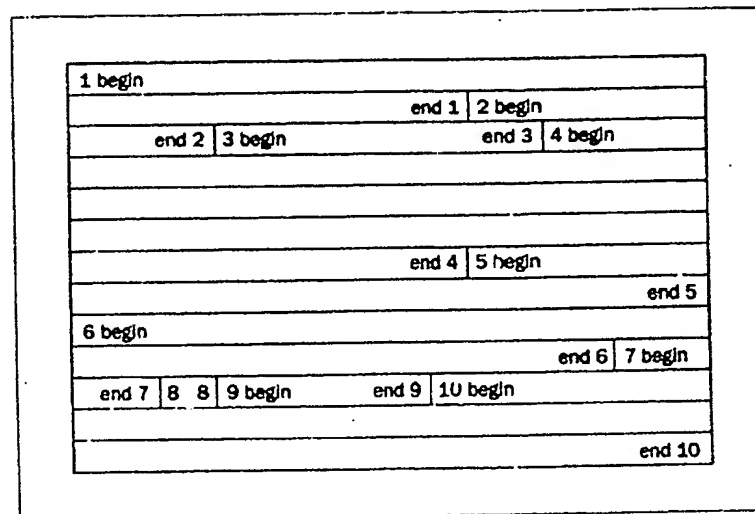 1 begin
end 1 2 begin
end 2 3 begin end 3 4 begin
end 4 5 begin
end 5
6 begin
end 6 7 begin
end 7 8 8 9 begin end 9 10 begin
end 10